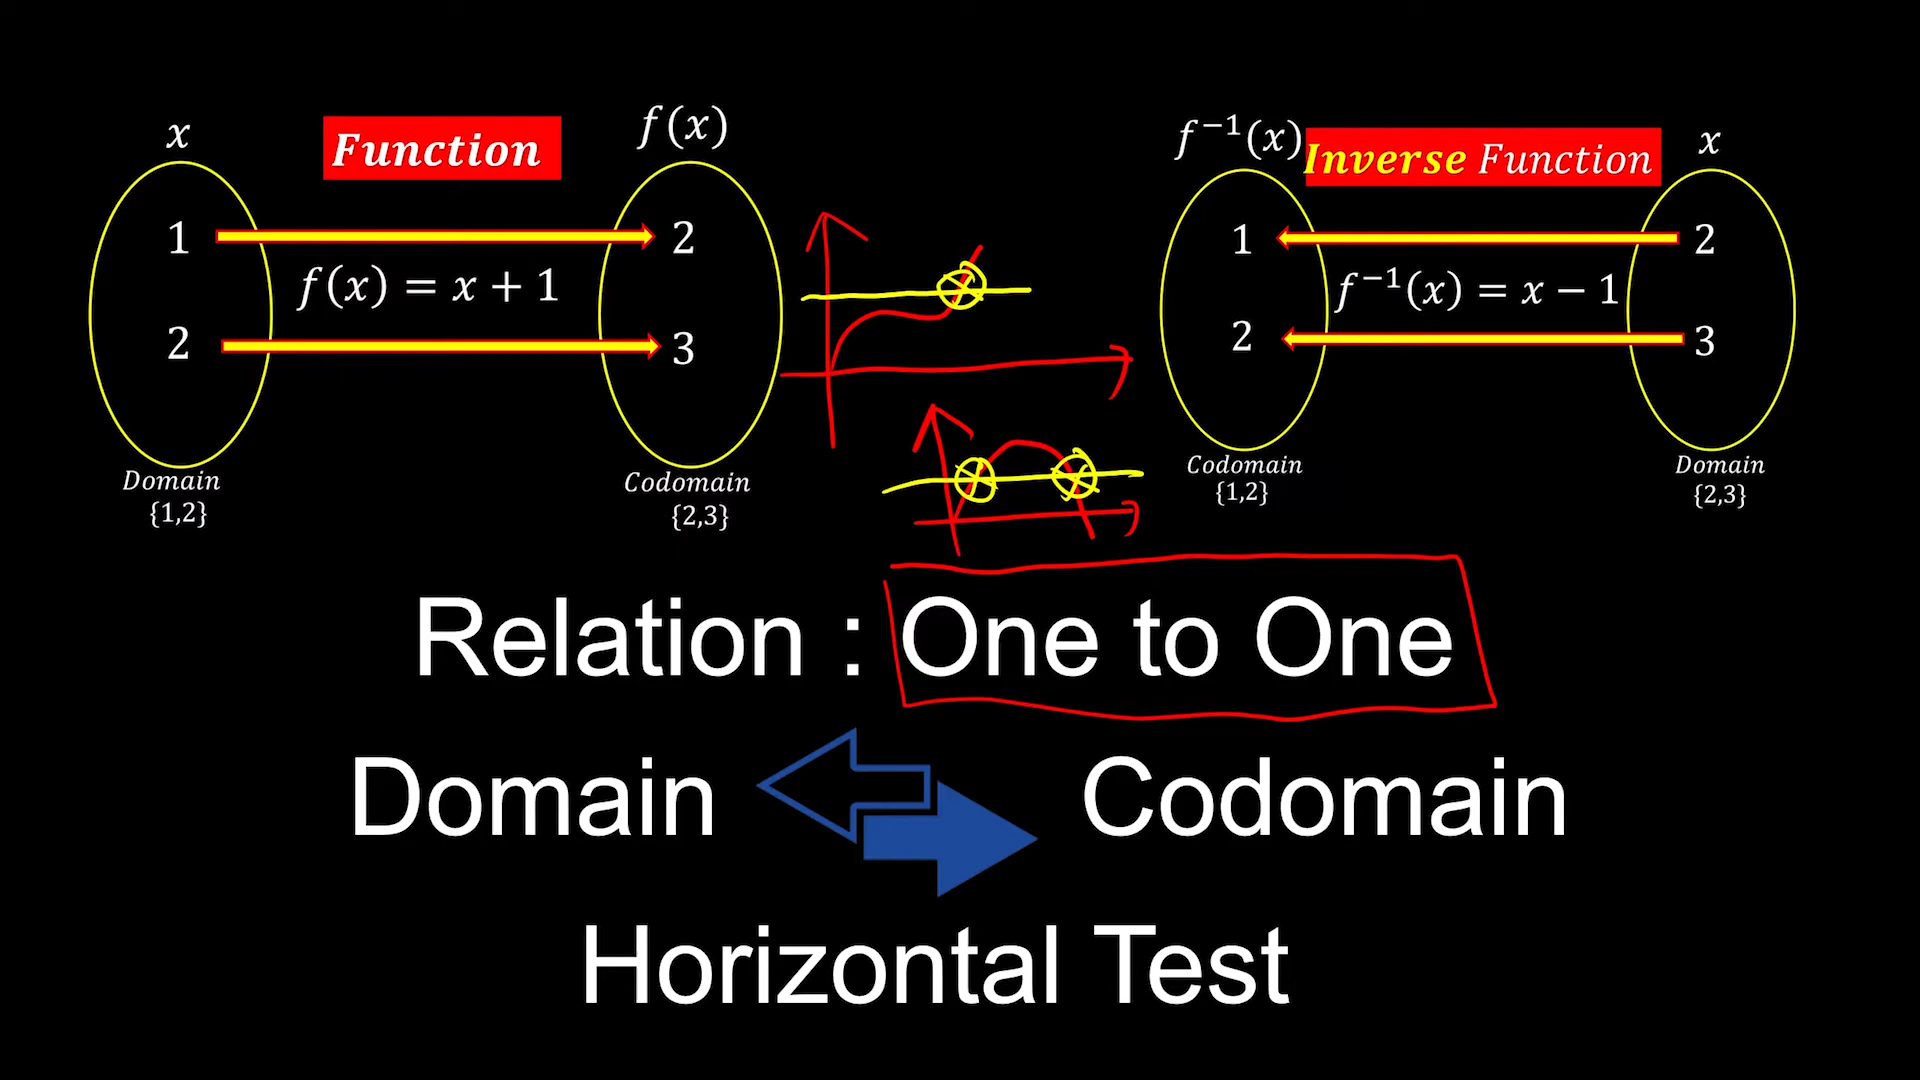 x
Function
f(x)
1
2
f(x) = x + 1
2
3
Domain
{1,2}
Codomain
{2,3}
f⁻¹(x)
Inverse Function
x
1
2
f⁻¹(x) = x − 1
2
3
Codomain
{1,2}
Domain
{2,3}
Relation : One to One
Domain
Codomain
Horizontal Test